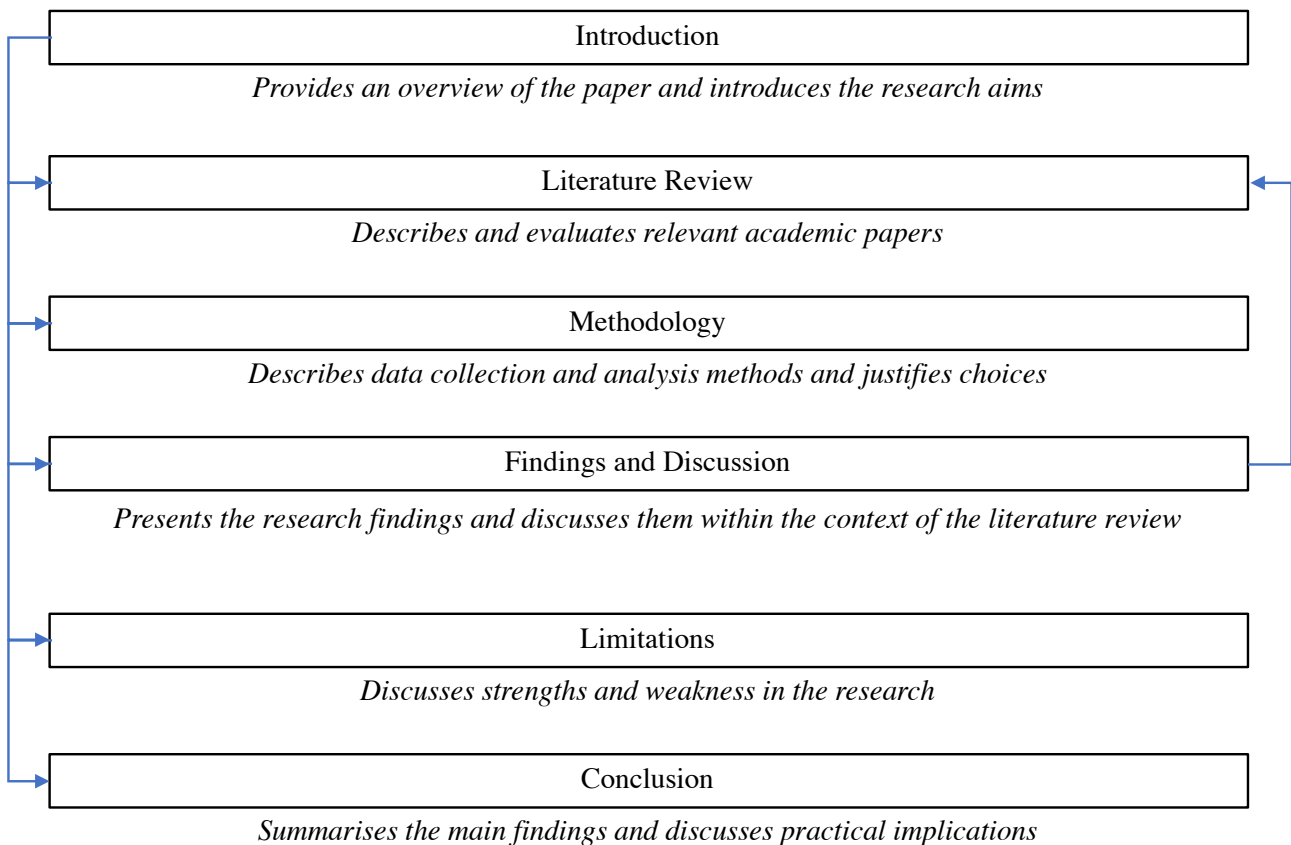 Introduction
Provides an overview of the paper and introduces the research aims
Literature Review
Describes and evaluates relevant academic papers
Methodology
Describes data collection and analysis methods and justifies choices
Findings and Discussion
Presents the research findings and discusses them within the context of the literature review
Limitations
Discusses strengths and weakness in the research
Conclusion
Summarises the main findings and discusses practical implications